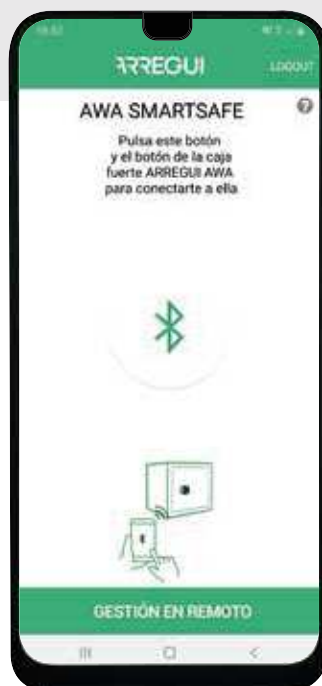 ARREGUI
LOGOUT
AWA SMARTSAFE
Pulsa este botón
y el botón de la caja
fuerte ARREGUI AWA
para conectarte a ella
GESTIÓN EN REMOTO